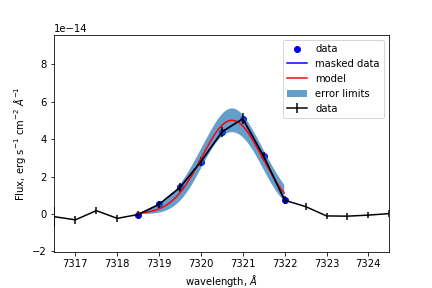 1e−14
data
masked data
model
error limits
data
8
6
4
2
0
−2
Flux, erg s⁻¹ cm⁻² Å⁻¹
7317 7318 7319 7320 7321 7322 7323 7324
wavelength, Å